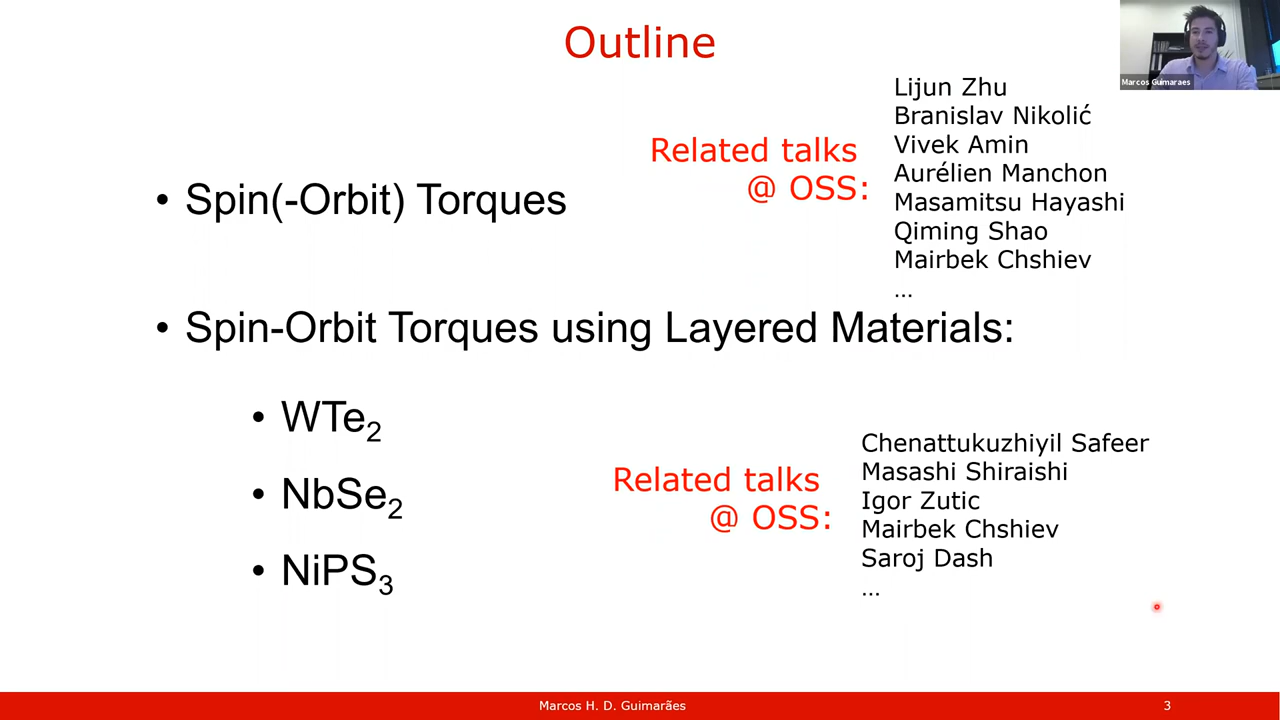 Outline
Marcos Guimaraes
Related talks
@ OSS:
Lijun Zhu
Branislav Nikolić
Vivek Amin
Aurélien Manchon
Masamitsu Hayashi
Qiming Shao
Mairbek Chshiev
...
• Spin(-Orbit) Torques
• Spin-Orbit Torques using Layered Materials:
• WTe₂
• NbSe₂
• NiPS₃
Related talks
@ OSS:
Chenattukuzhiyil Safeer
Masashi Shiraishi
Igor Zutic
Mairbek Chshiev
Saroj Dash
...
Marcos H. D. Guimarães
3